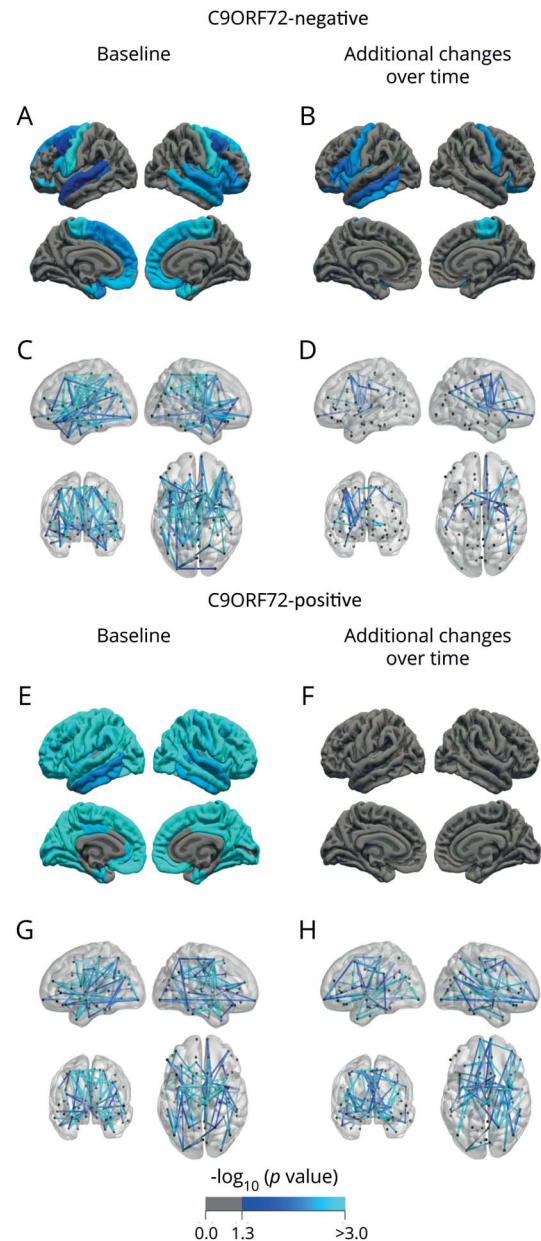 C9ORF72-negative
Baseline
Additional changes
over time
A
B
C
D
C9ORF72-positive
Baseline
Additional changes
over time
E
F
G
H
-log10 (p value)
0.0 1.3 >3.0